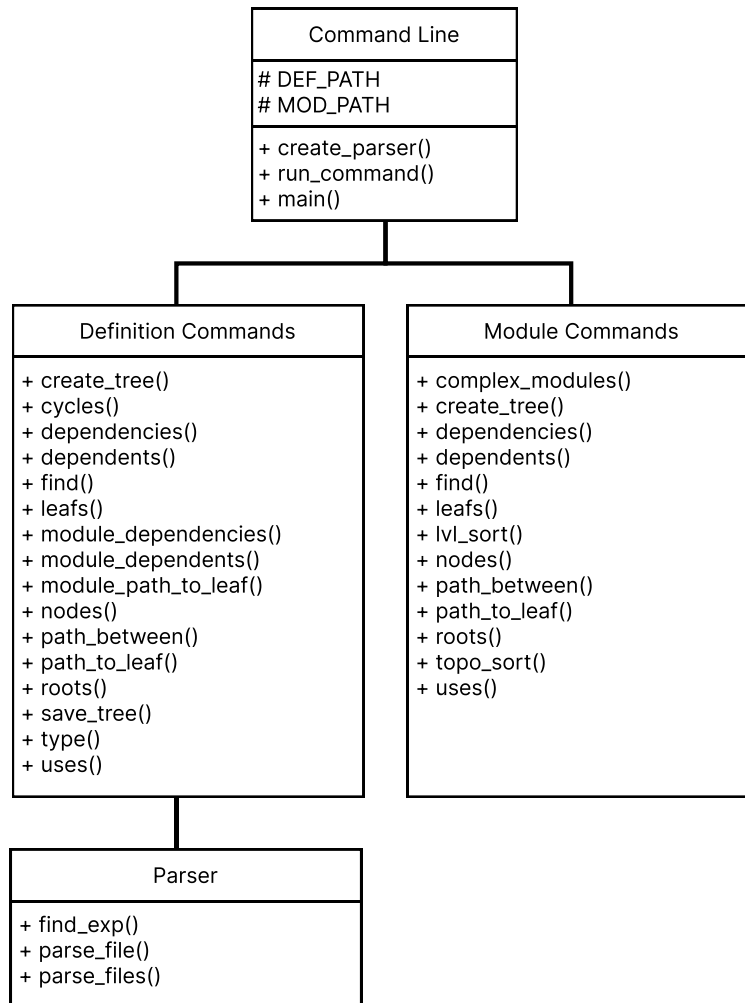 Command Line
# DEF_PATH
# MOD_PATH
+ create_parser()
+ run_command()
+ main()
Definition Commands
+ create_tree()
+ cycles()
+ dependencies()
+ dependents()
+ find()
+ leafs()
+ module_dependencies()
+ module_dependents()
+ module_path_to_leaf()
+ nodes()
+ path_between()
+ path_to_leaf()
+ roots()
+ save_tree()
+ type()
+ uses()
Module Commands
+ complex_modules()
+ create_tree()
+ dependencies()
+ dependents()
+ find()
+ leafs()
+ lvl_sort()
+ nodes()
+ path_between()
+ path_to_leaf()
+ roots()
+ topo_sort()
+ uses()
Parser
+ find_exp()
+ parse_file()
+ parse_files()